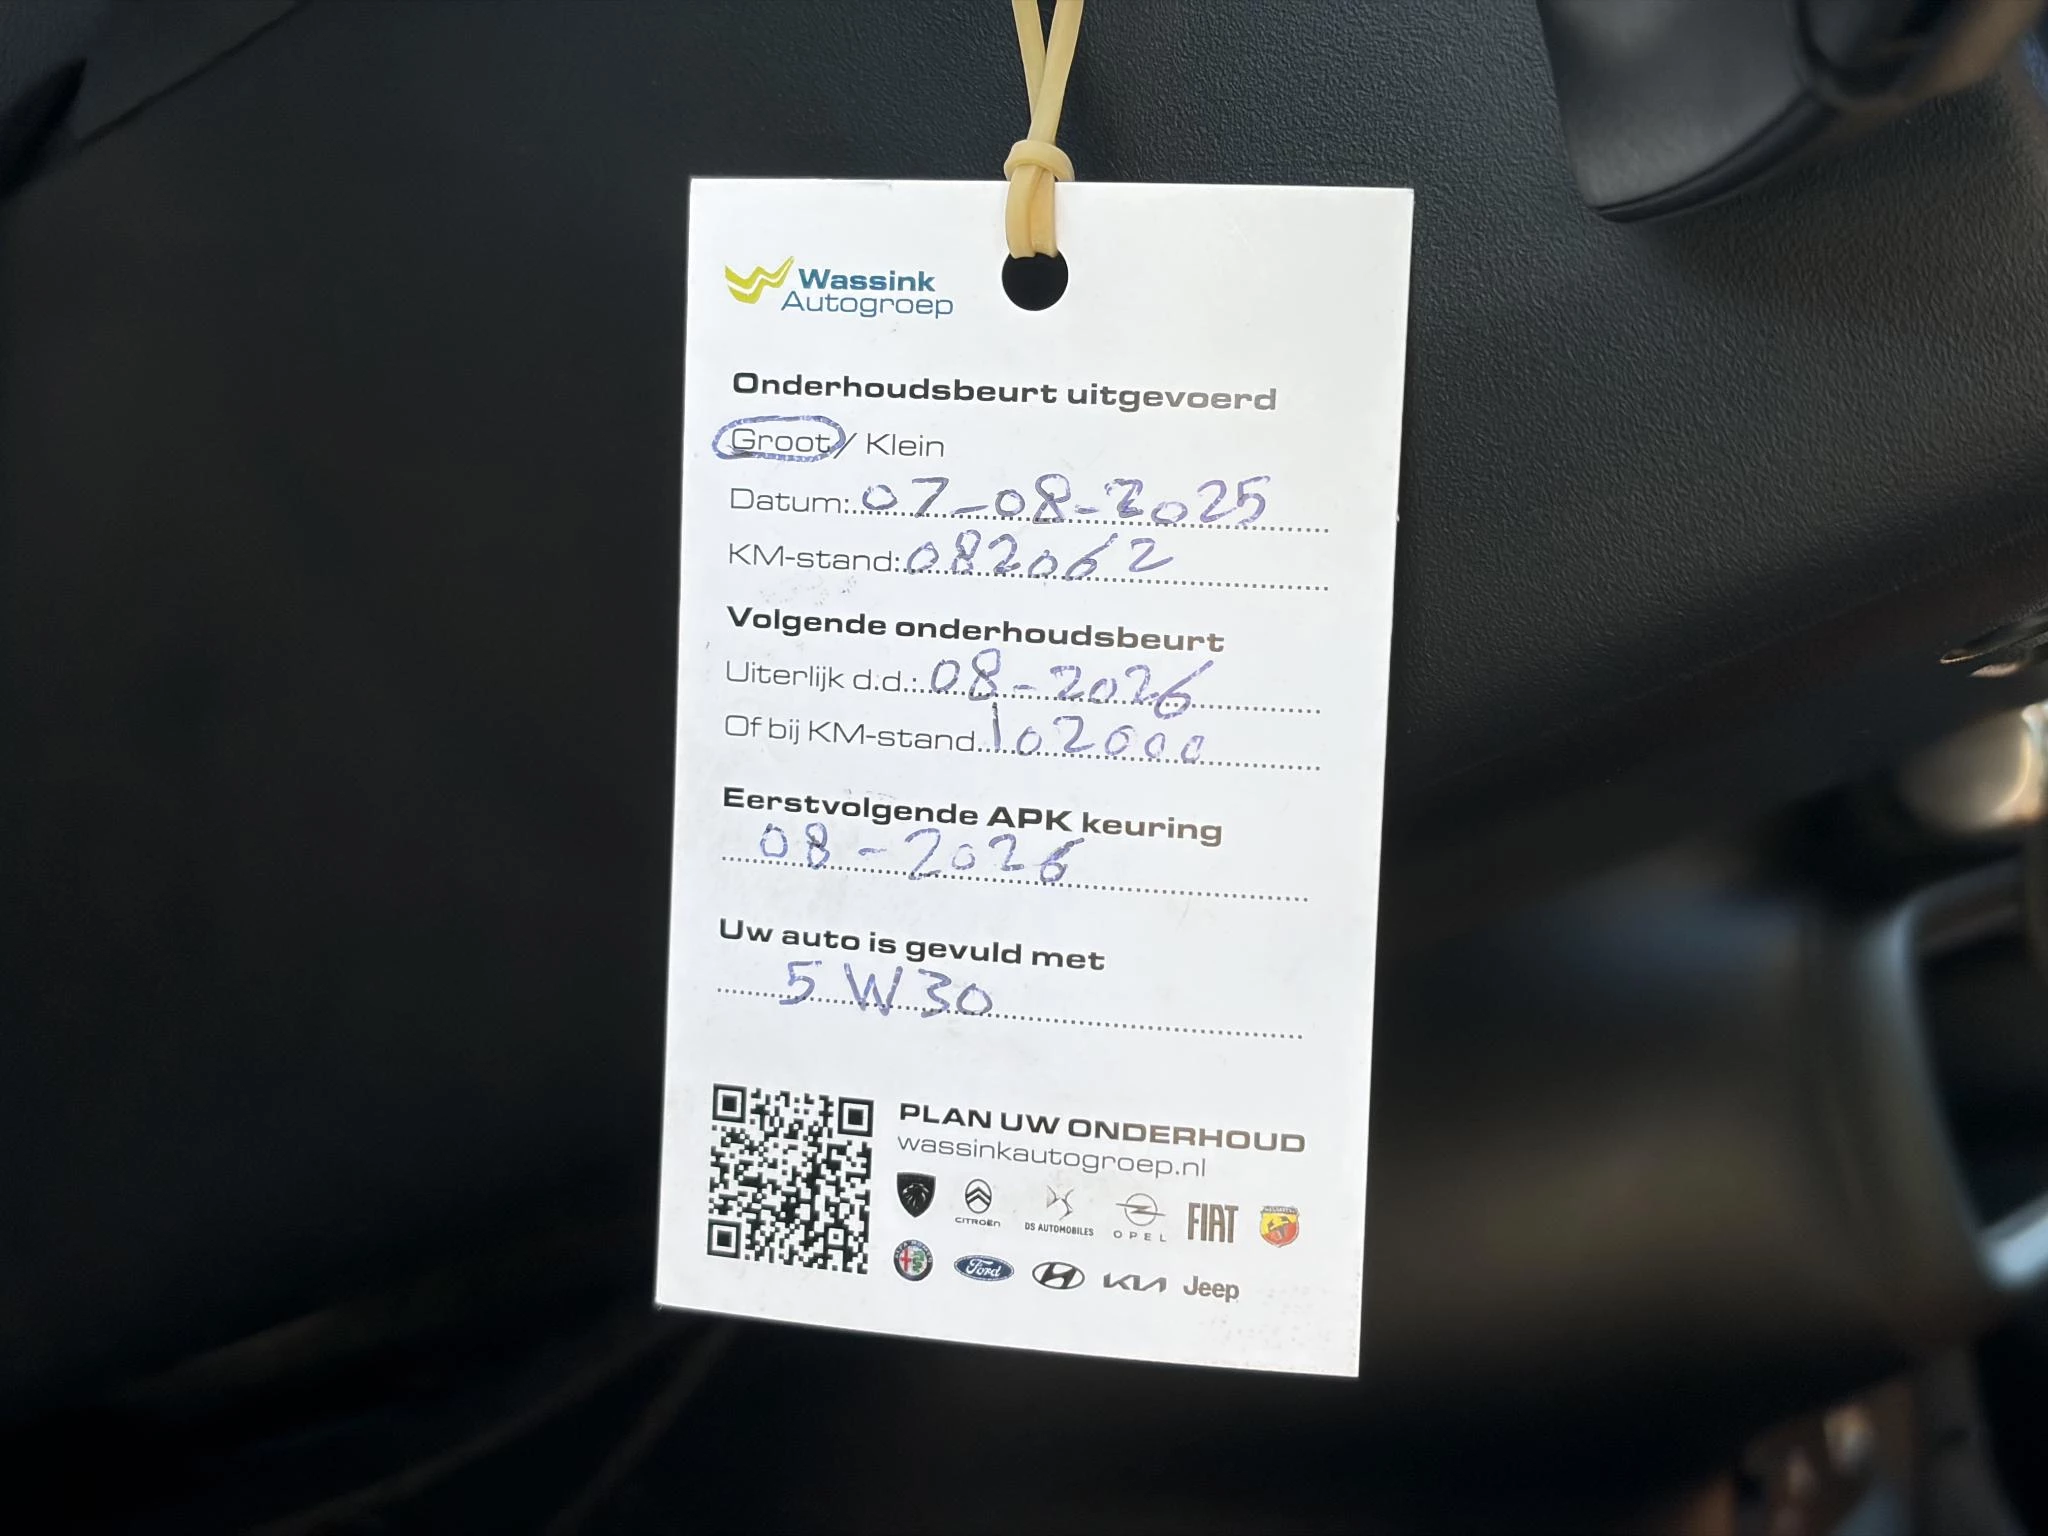 Wassink
Autogroep
Onderhoudsbeurt uitgevoerd
Groot / Klein
Datum: 07-08-2025
KM-stand: 082062
Volgende onderhoudsbeurt
Uiterlijk d.d.: 08-2026
Of bij KM-stand 102000
Eerstvolgende APK keuring
08-2026
Uw auto is gevuld met
5W30
PLAN UW ONDERHOUD
wassinkautogroep.nl
CITROËN DS AUTOMOBILES OPEL FIAT
Ford KIA Jeep